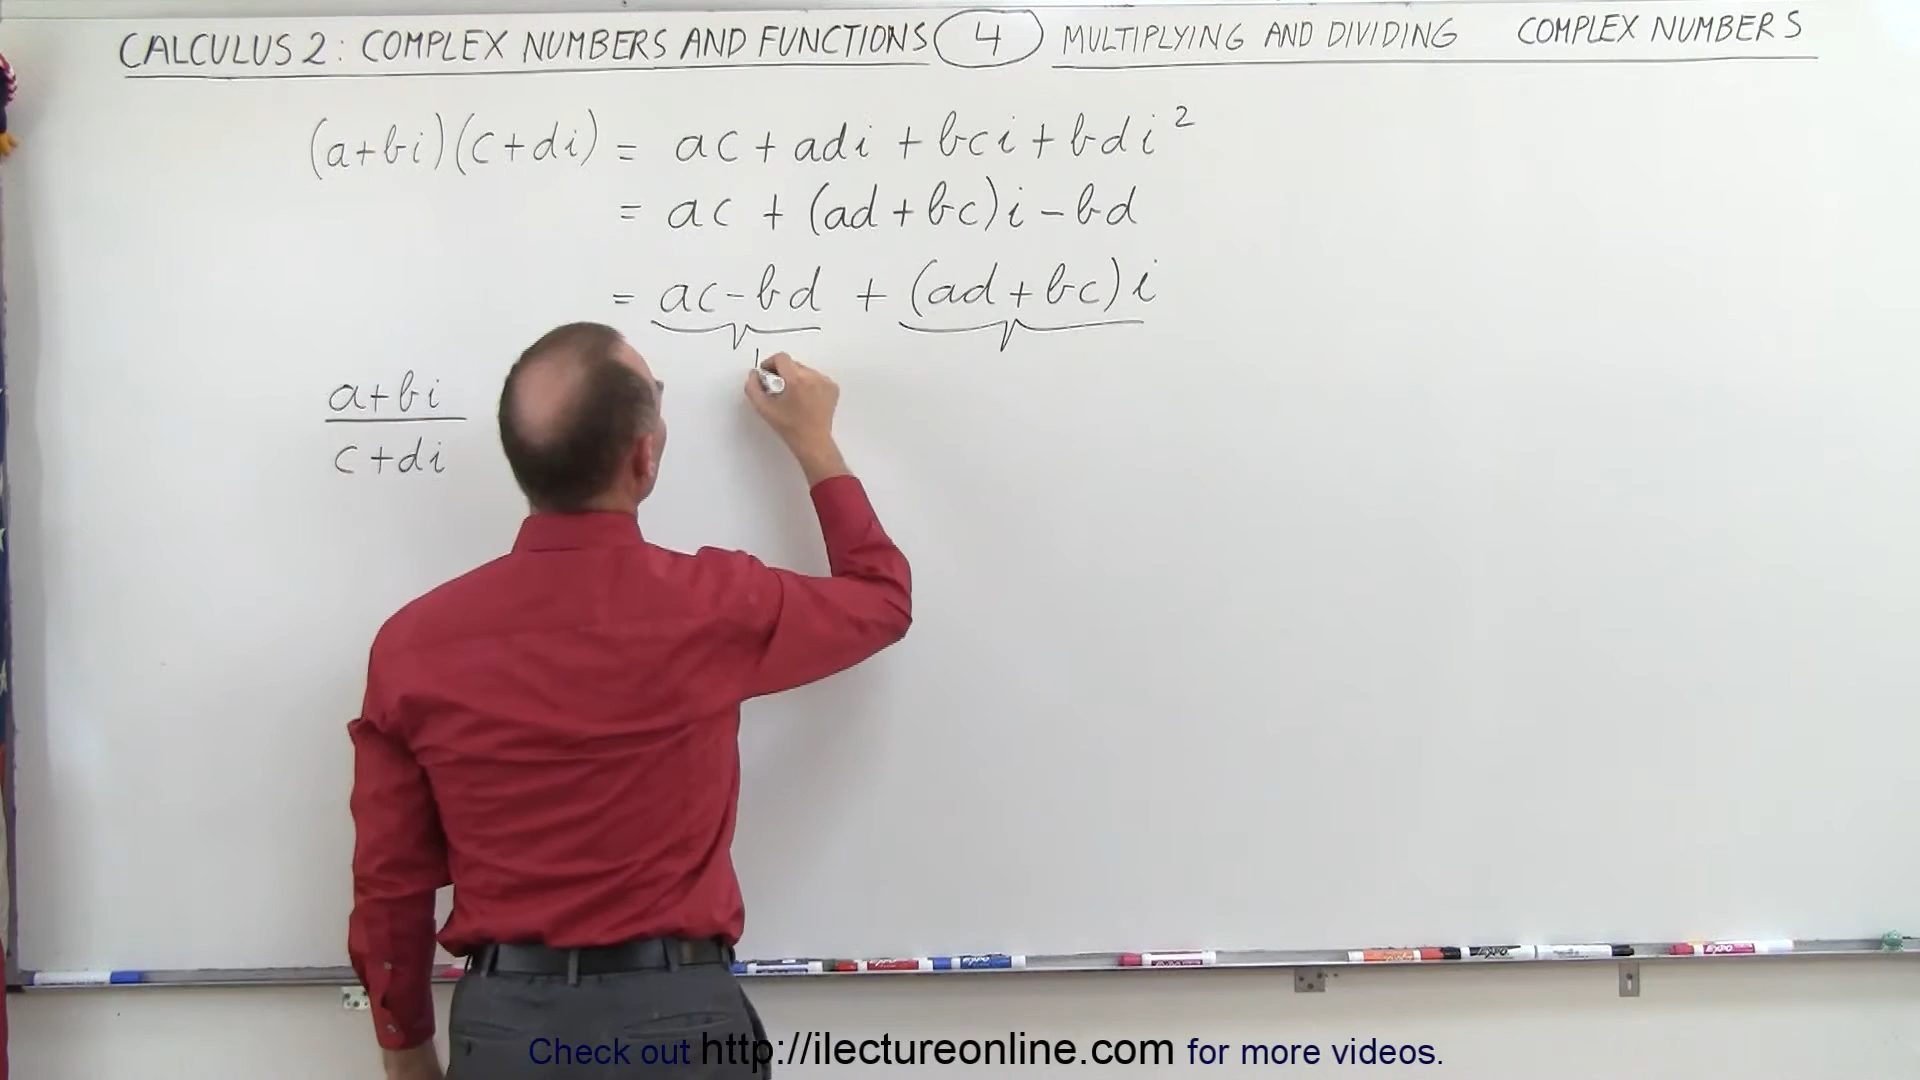 CALCULUS 2: COMPLEX NUMBERS AND FUNCTIONS 4 MULTIPLYING AND DIVIDING COMPLEX NUMBERS
(a+bi)(c+di) = ac + adi + bci + bdi²
= ac + (ad + bc)i - bd
= ac - bd + (ad + bc)i
a+bi
c+di
Check out http://ilectureonline.com for more videos.